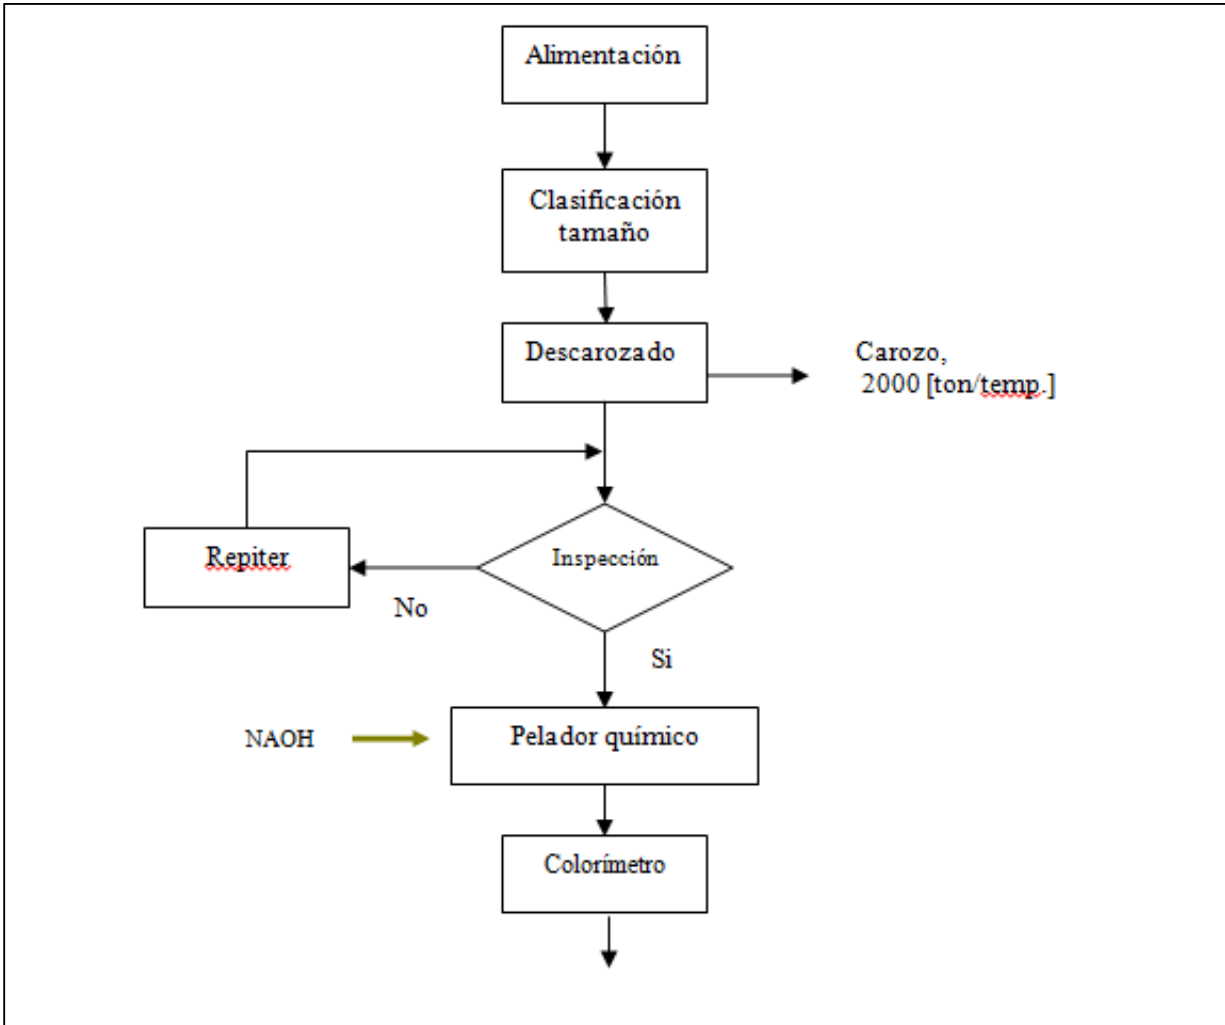 Alimentación
Clasificación
tamaño
Descarozado
Carozo,
2000 [ton/temp.]
Repiter
Inspección
No
Si
NAOH
Pelador químico
Colorímetro